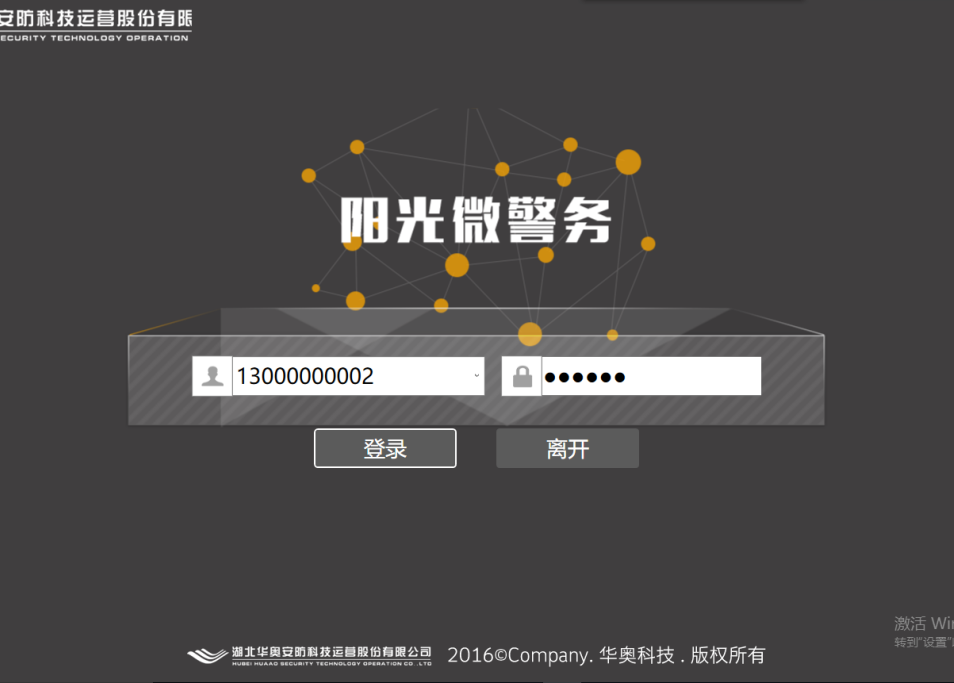 安防科技运营股份有限
ECURITY TECHNOLOGY OPERATION
阳光微警务
13000000002
●●●●●●
登录
离开
激活 Win
转到"设置"
湖北华奥安防科技运营股份有限公司
HUBEI HUAAO SECURITY TECHNOLOGY OPERATION CO.,LTD
2016©Company. 华奥科技 . 版权所有